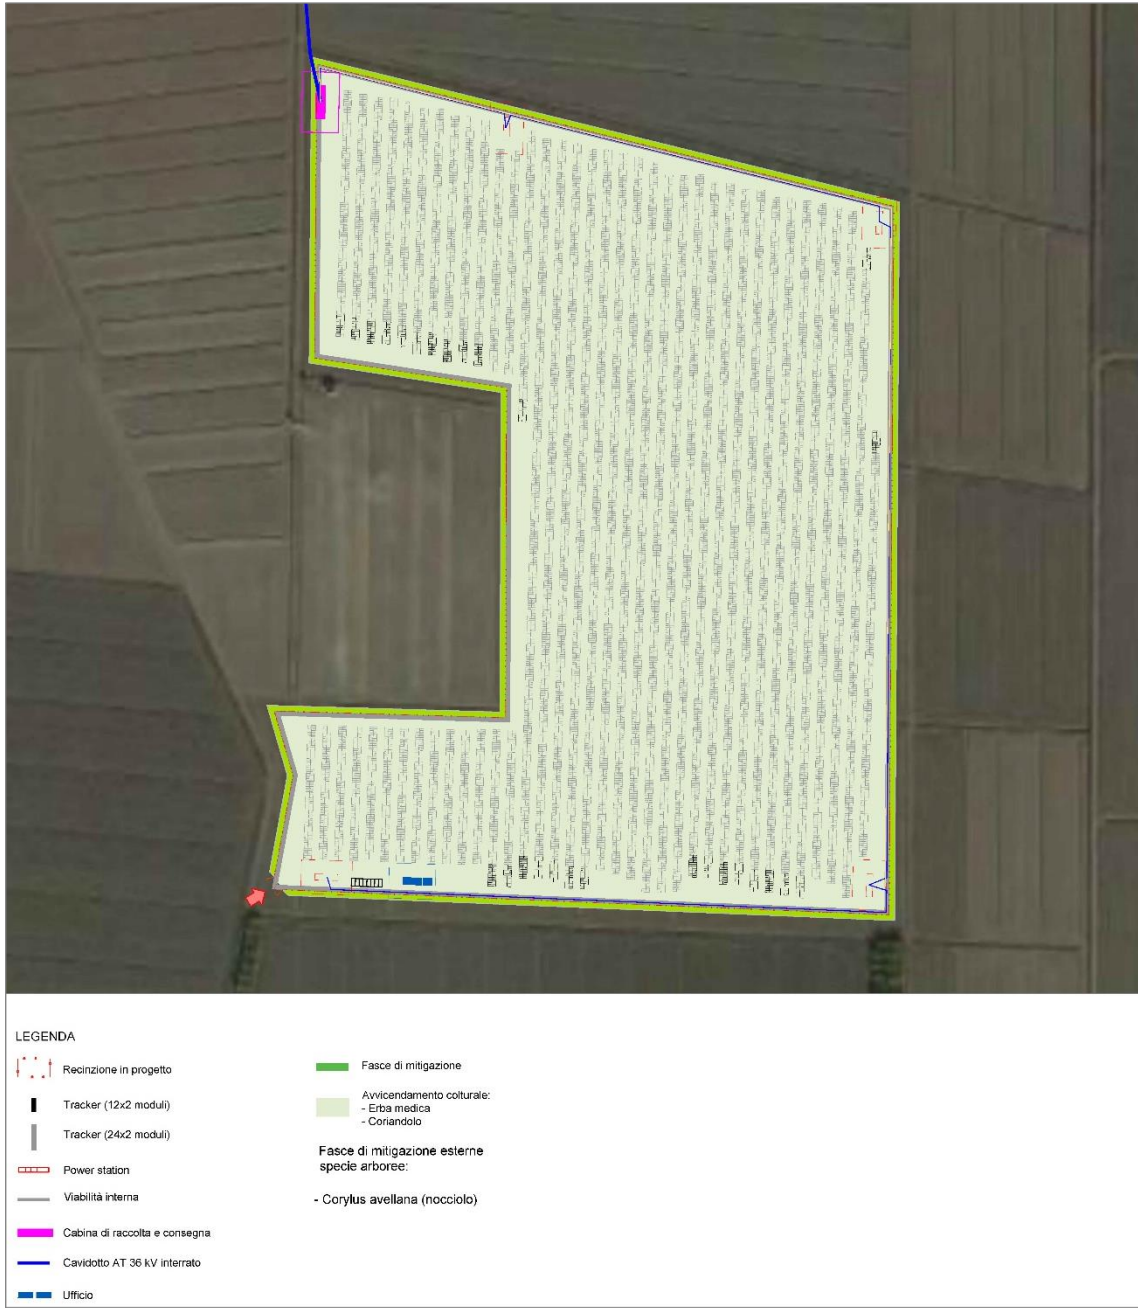 LEGENDA
Recinzione in progetto
Tracker (12x2 moduli)
Tracker (24x2 moduli)
Power station
Viabilità interna
Cabina di raccolta e consegna
Cavidotto AT 36 kV interrato
Ufficio
Fasce di mitigazione
Avvicendamento colturale:
- Erba medica
- Coriandolo
Fasce di mitigazione esterne
specie arboree:
- Corylus avellana (nocciolo)